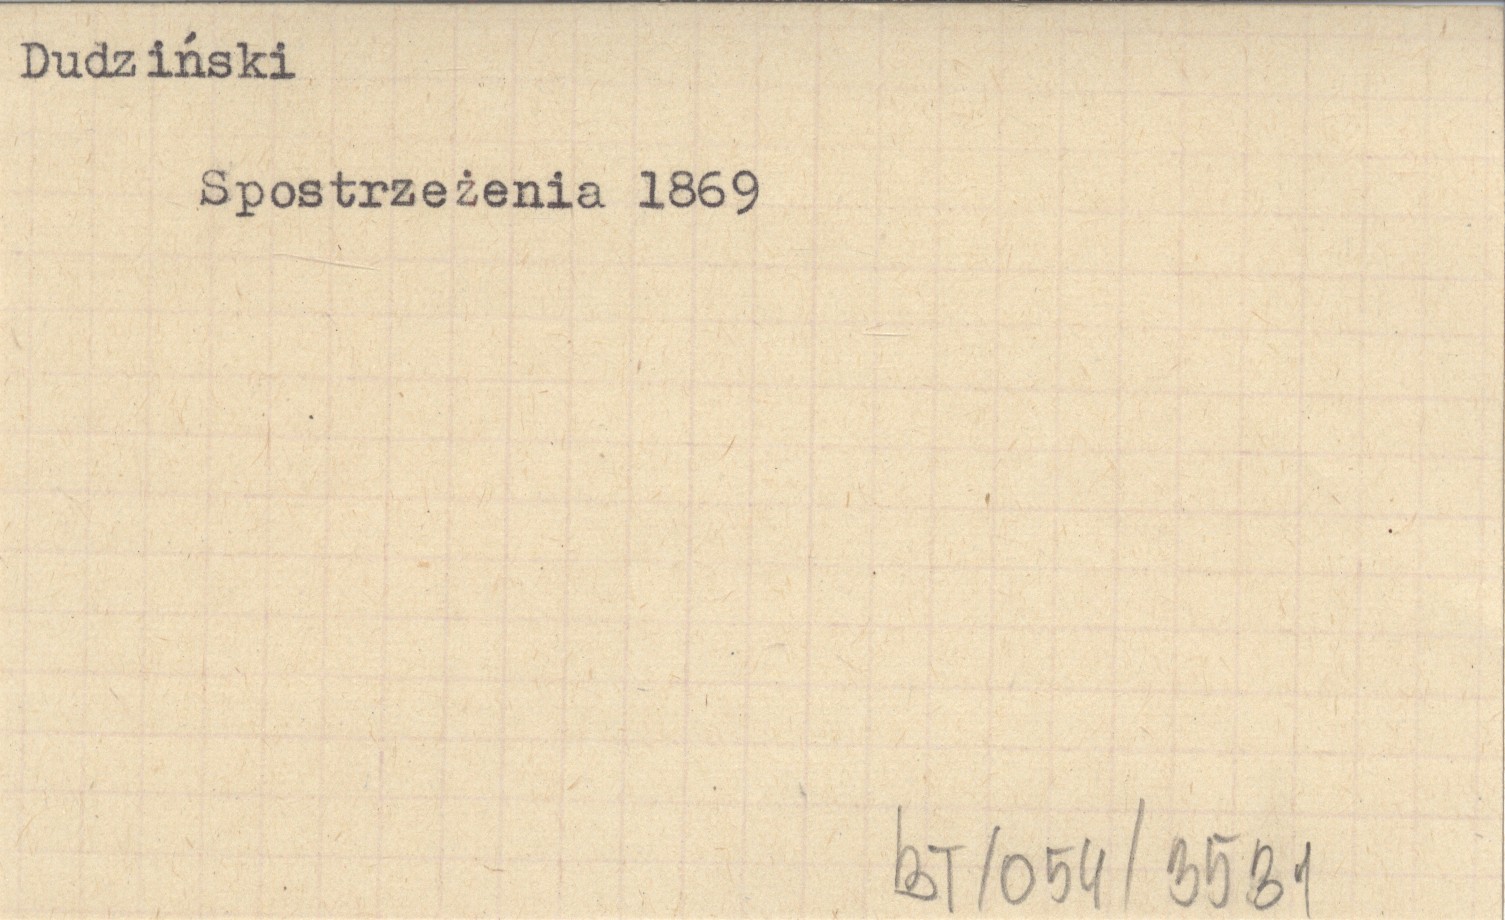 Dudziński
Spostrzeżenia 1869
BT/054/3531